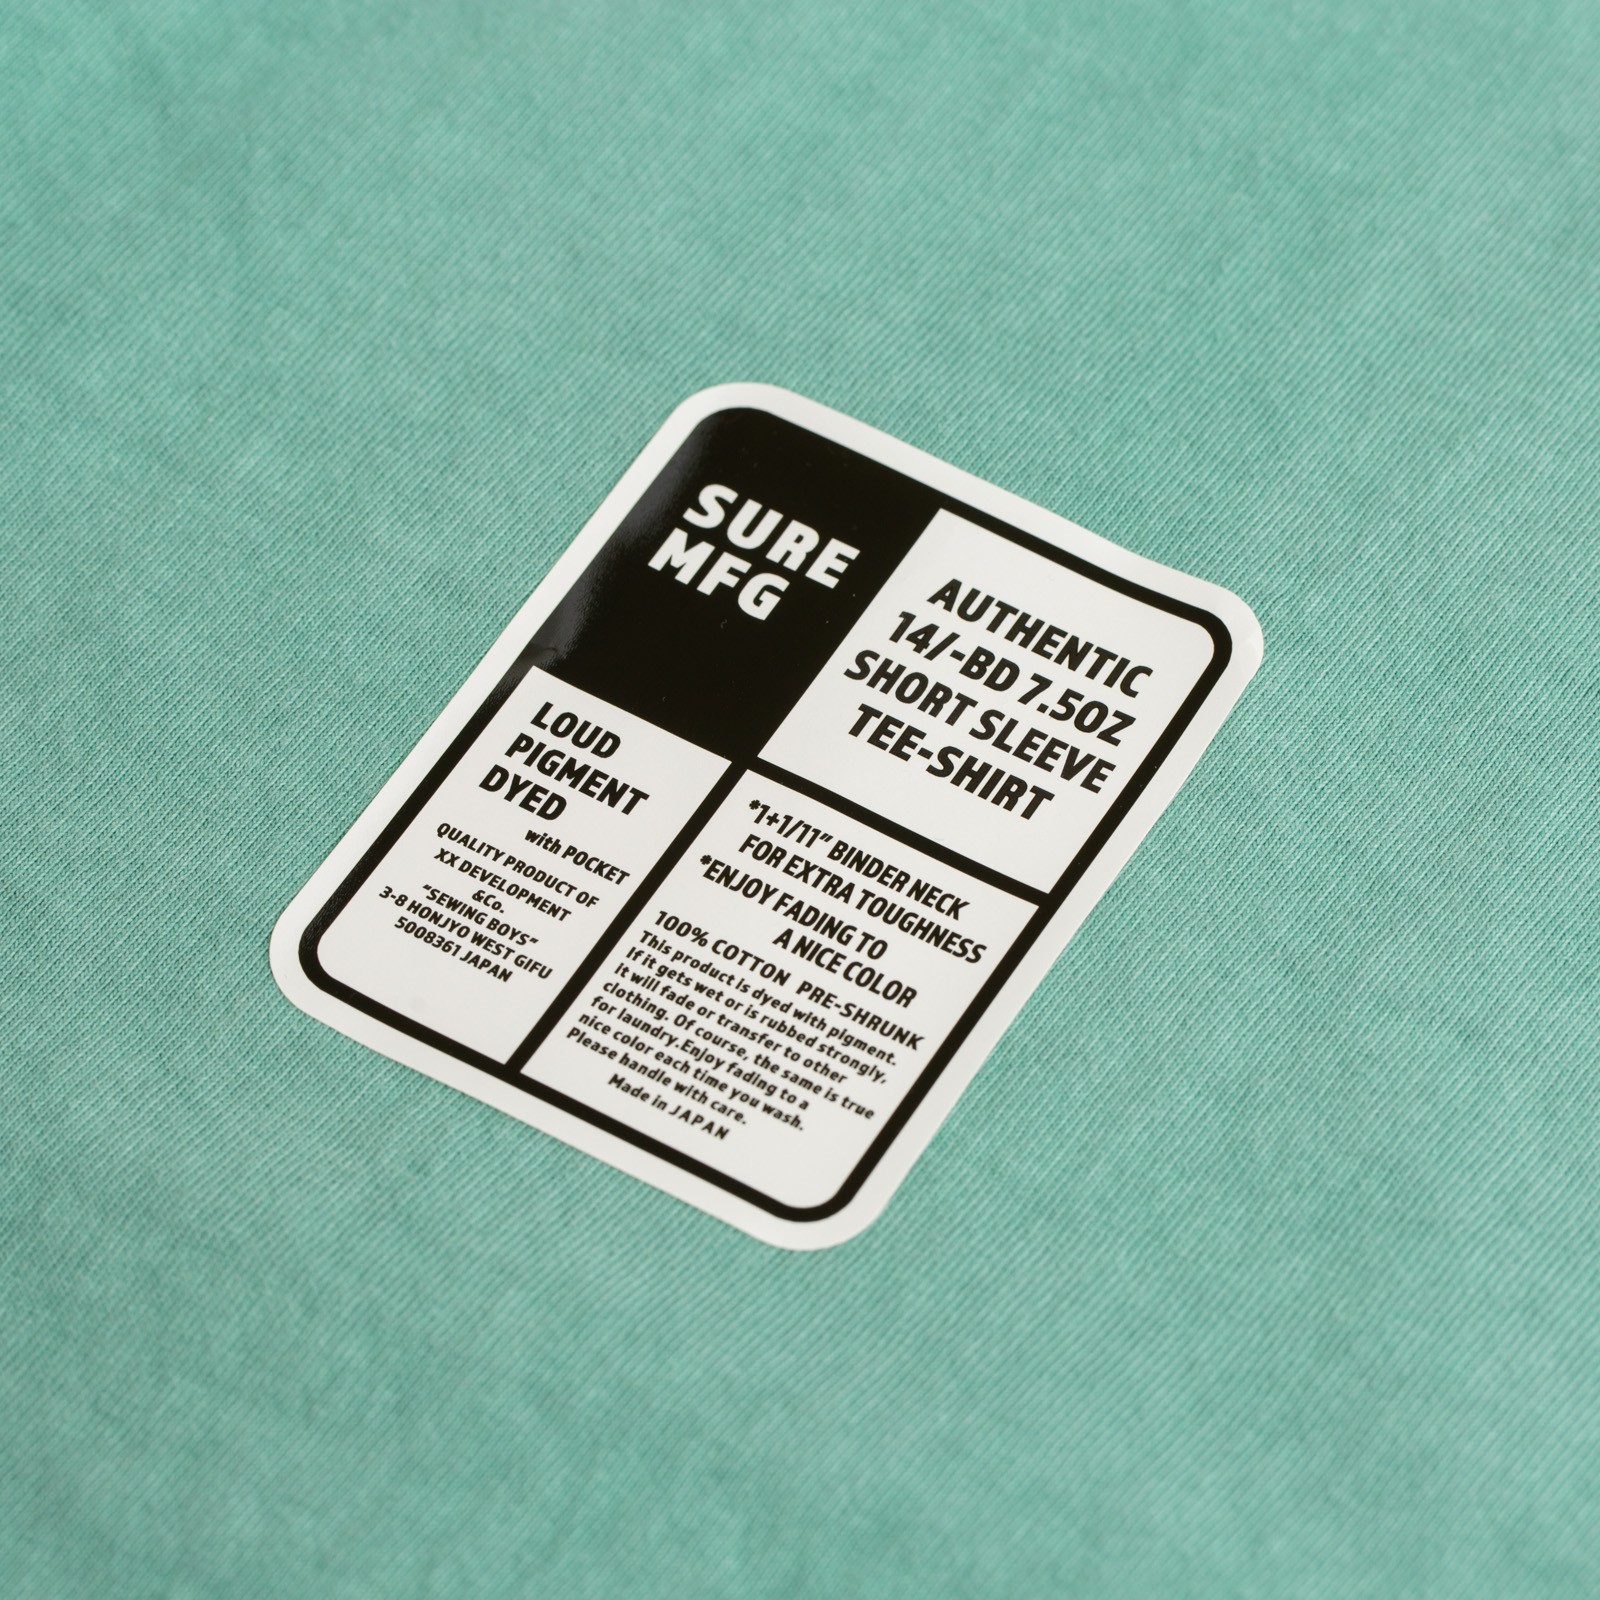 SURE
MFG
AUTHENTIC
14/-BD 7.5OZ
SHORT SLEEVE
TEE-SHIRT
LOUD
PIGMENT
DYED
with POCKET
QUALITY PRODUCT OF
XX DEVELOPMENT
&Co.
"SEWING BOYS"
3-8 HONJYO WEST GIFU
5008361 JAPAN
*1+1/11" BINDER NECK
FOR EXTRA TOUGHNESS
*ENJOY FADING TO
A NICE COLOR
100% COTTON PRE-SHRUNK
This product is dyed with pigment.
If it gets wet or is rubbed strongly,
it will fade or transfer to other
clothing. Of course, the same is true
for laundry.Enjoy fading to a
nice color each time you wash.
Please handle with care.
Made in JAPAN